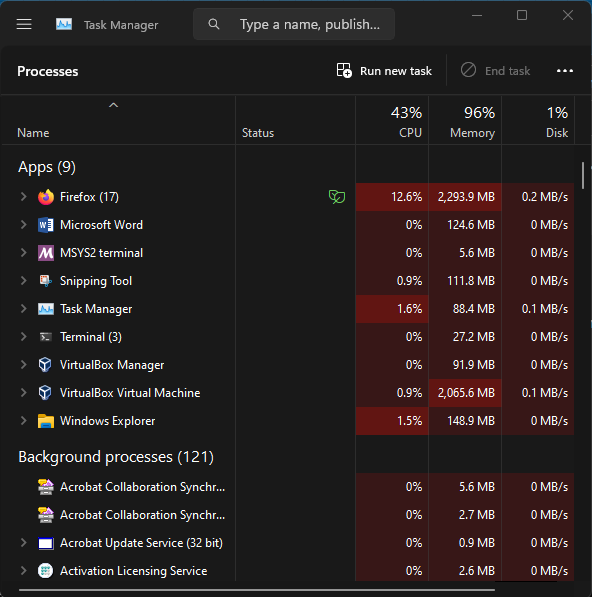 Task Manager
Type a name, publish...
Processes
Run new task
End task
43% 96% 1%
Name Status CPU Memory Disk
Apps (9)
Firefox (17) 12.6% 2,293.9 MB 0.2 MB/s
Microsoft Word 0% 124.6 MB 0 MB/s
MSYS2 terminal 0% 5.6 MB 0 MB/s
Snipping Tool 0.9% 111.8 MB 0 MB/s
Task Manager 1.6% 88.4 MB 0.1 MB/s
Terminal (3) 0% 27.2 MB 0 MB/s
VirtualBox Manager 0% 91.9 MB 0 MB/s
VirtualBox Virtual Machine 0.9% 2,065.6 MB 0.1 MB/s
Windows Explorer 1.5% 148.9 MB 0 MB/s
Background processes (121)
Acrobat Collaboration Synchr... 0% 5.6 MB 0 MB/s
Acrobat Collaboration Synchr... 0% 2.7 MB 0 MB/s
Acrobat Update Service (32 bit) 0% 0.9 MB 0 MB/s
Activation Licensing Service 0% 2.6 MB 0 MB/s